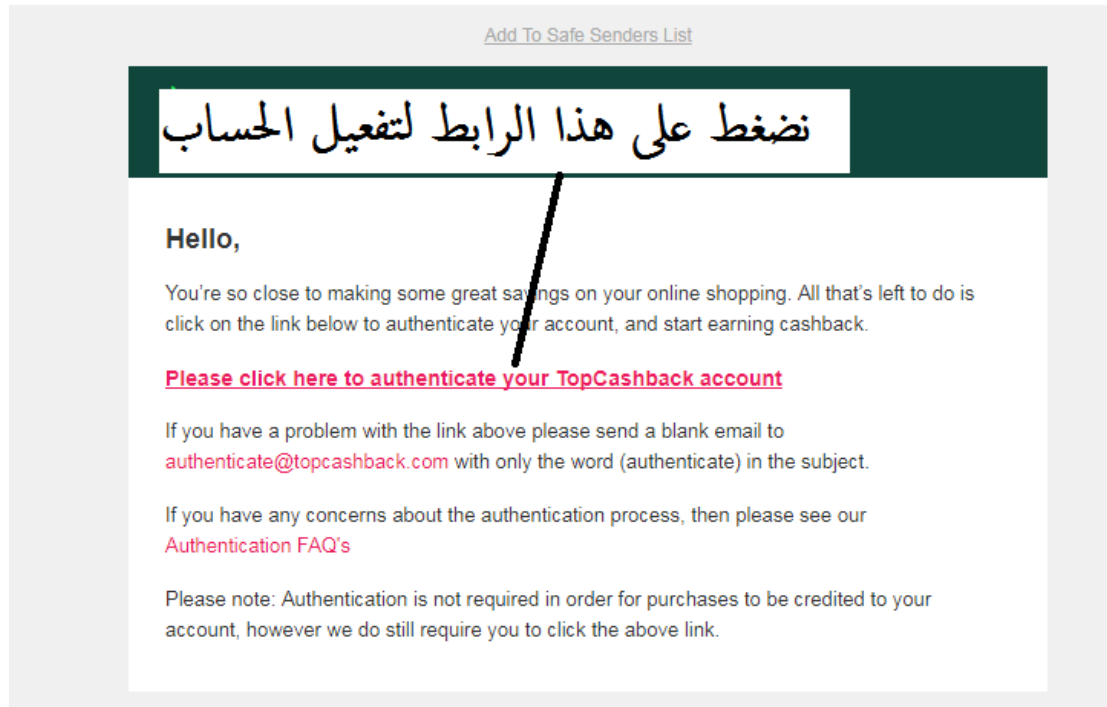 Add To Safe Senders List
نضغط على هذا الرابط لتفعيل الحساب
Hello,
You're so close to making some great savings on your online shopping. All that's left to do is
click on the link below to authenticate your account, and start earning cashback.
Please click here to authenticate your TopCashback account
If you have a problem with the link above please send a blank email to
authenticate@topcashback.com with only the word (authenticate) in the subject.
If you have any concerns about the authentication process, then please see our
Authentication FAQ's
Please note: Authentication is not required in order for purchases to be credited to your
account, however we do still require you to click the above link.